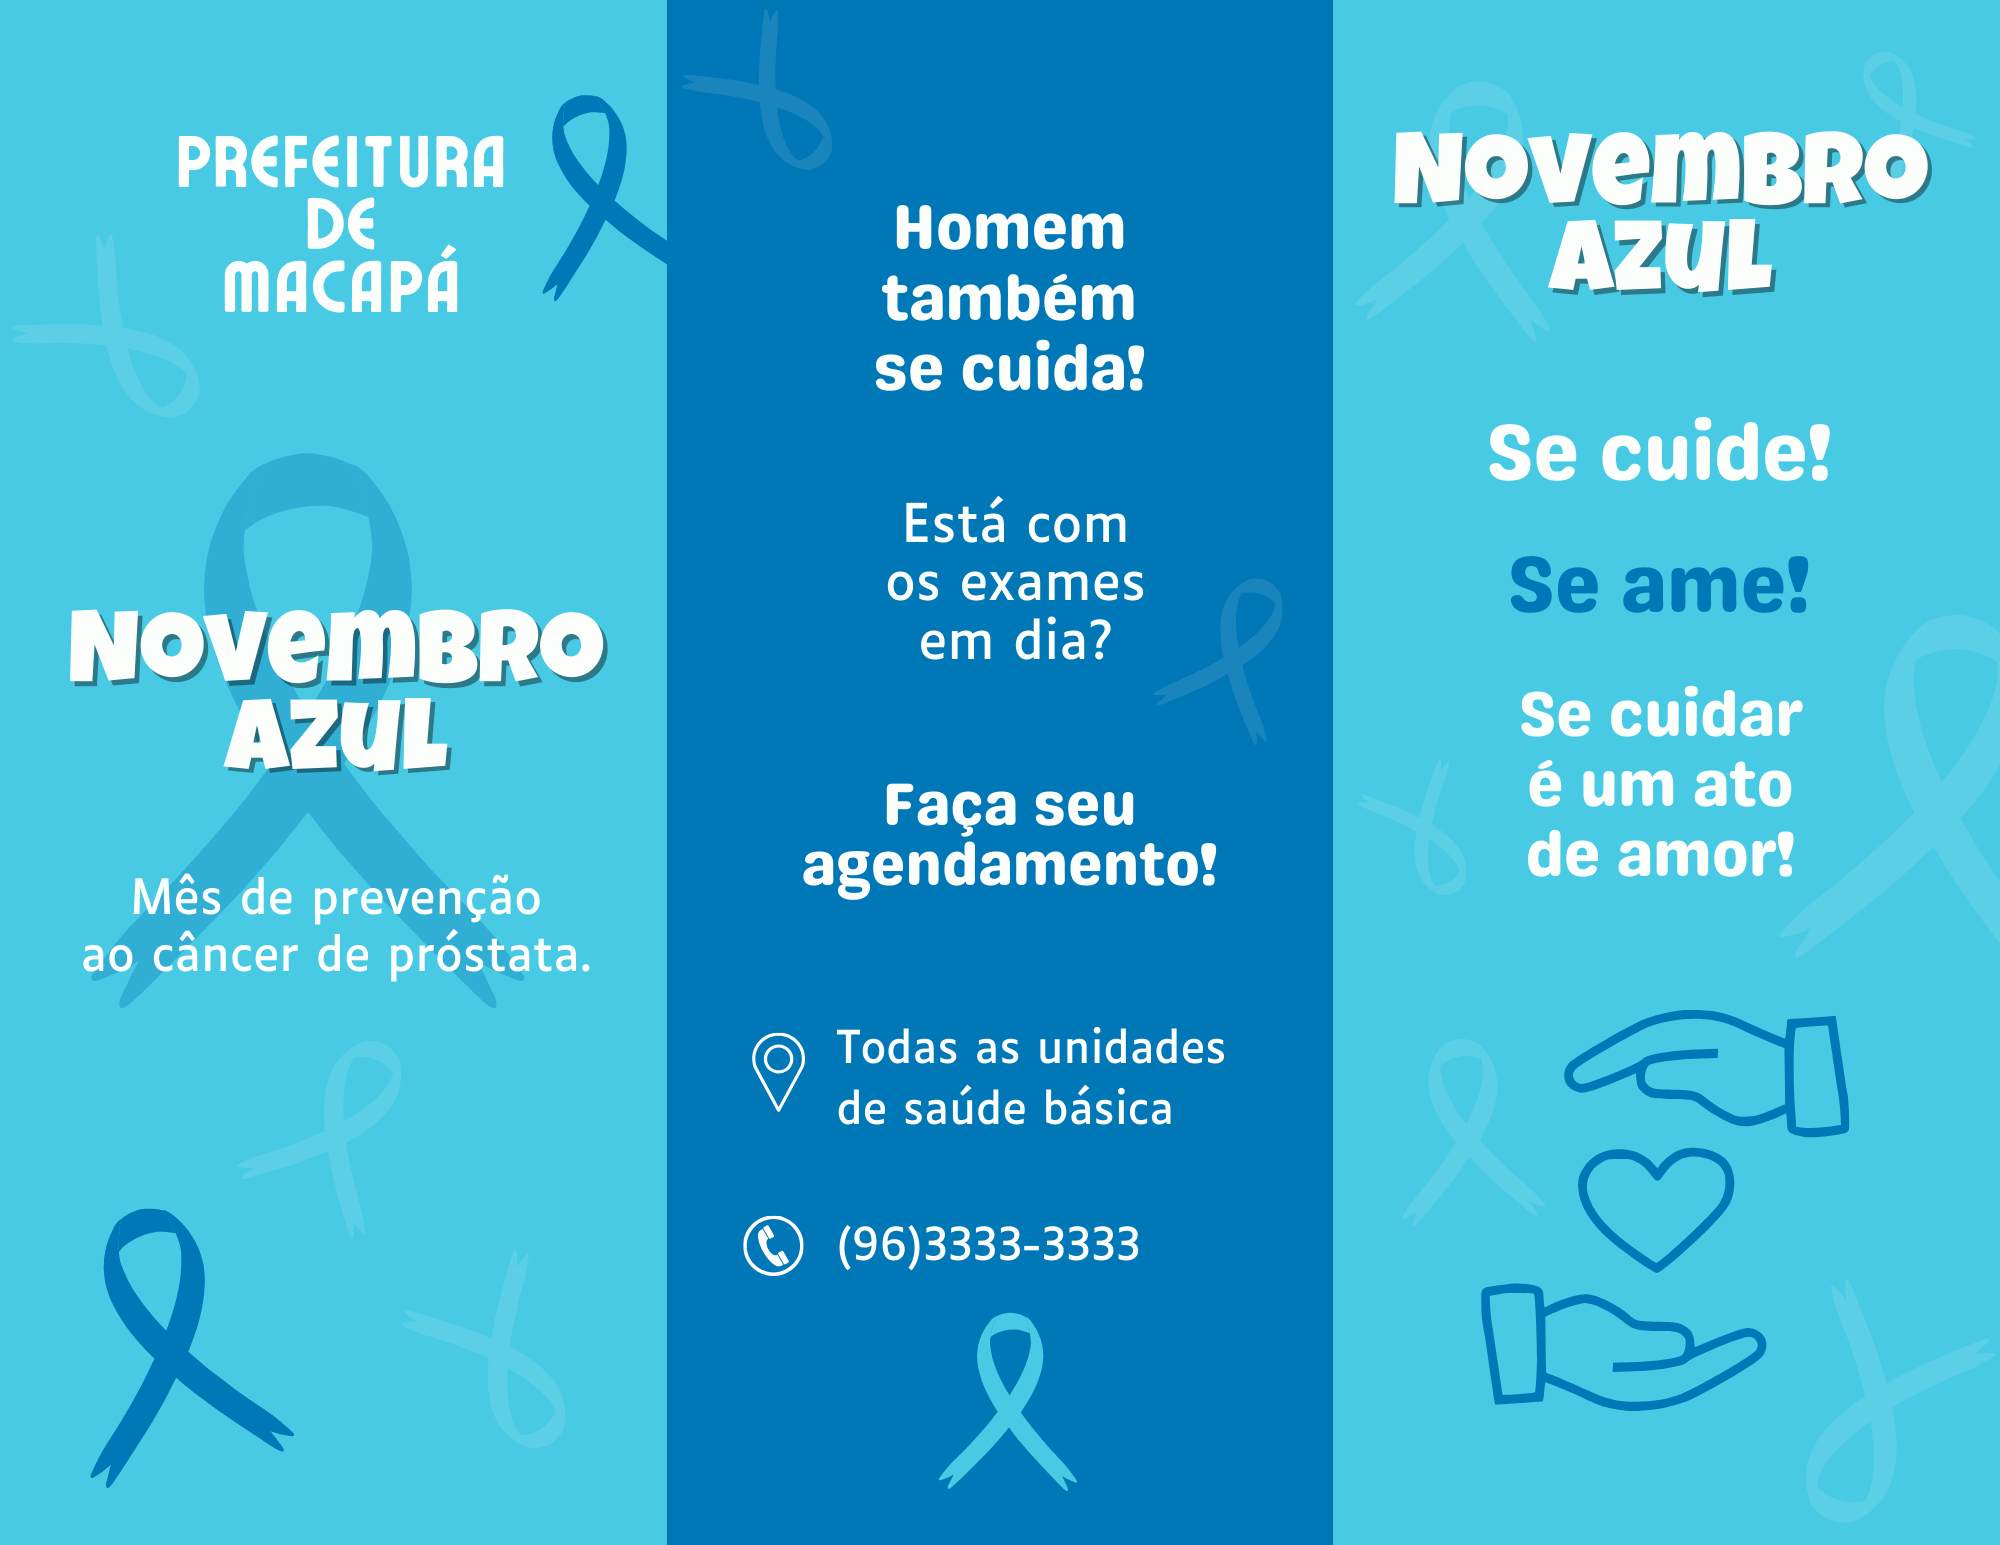 PREFEITURA
DE
MACAPÁ
NOVEMBRO
AZUL
Mês de prevenção
ao câncer de próstata.
Homem
também
se cuida!
Está com
os exames
em dia?
Faça seu
agendamento!
Todas as unidades
de saúde básica
(96)3333-3333
NOVEMBRO
AZUL
Se cuide!
Se ame!
Se cuidar
é um ato
de amor!